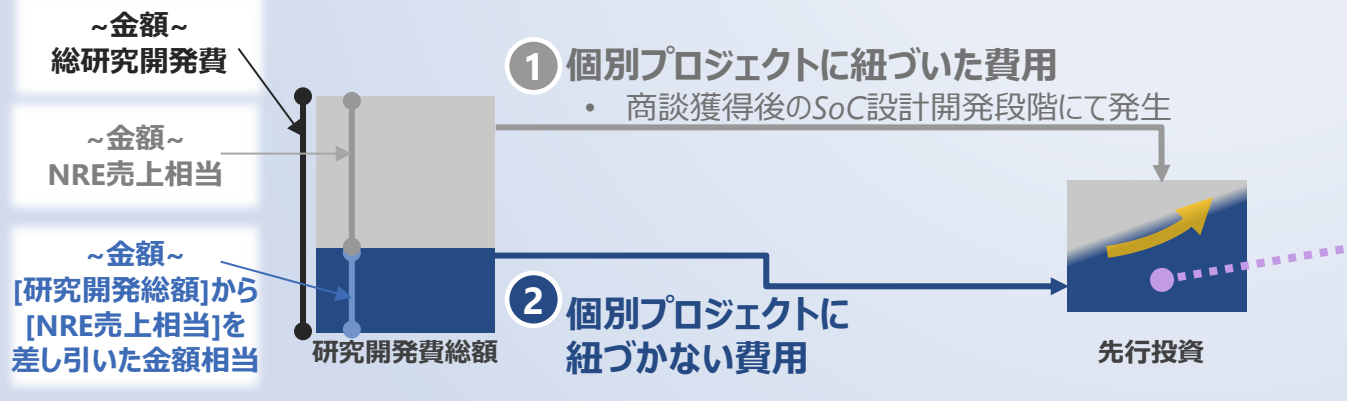 ~金額~
総研究開発費
~金額~
NRE売上相当
~金額~
[研究開発総額]から
[NRE売上相当]を
差し引いた金額相当
1 個別プロジェクトに紐づいた費用
• 商談獲得後のSoC設計開発段階にて発生
2 個別プロジェクトに
紐づかない費用
研究開発費総額
先行投資